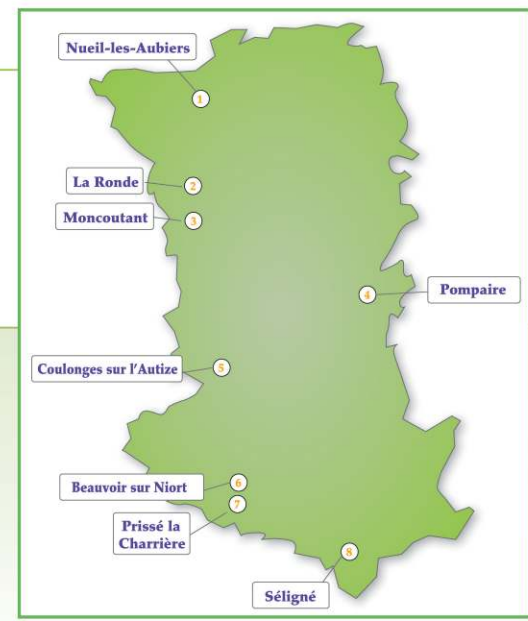 Nueil-les-Aubiers
1
La Ronde
2
Moncoutant
3
4
Pompaire
Coulonges sur l'Autize
5
Beauvoir sur Niort
6
7
Prissé la
Charrière
8
Séligné